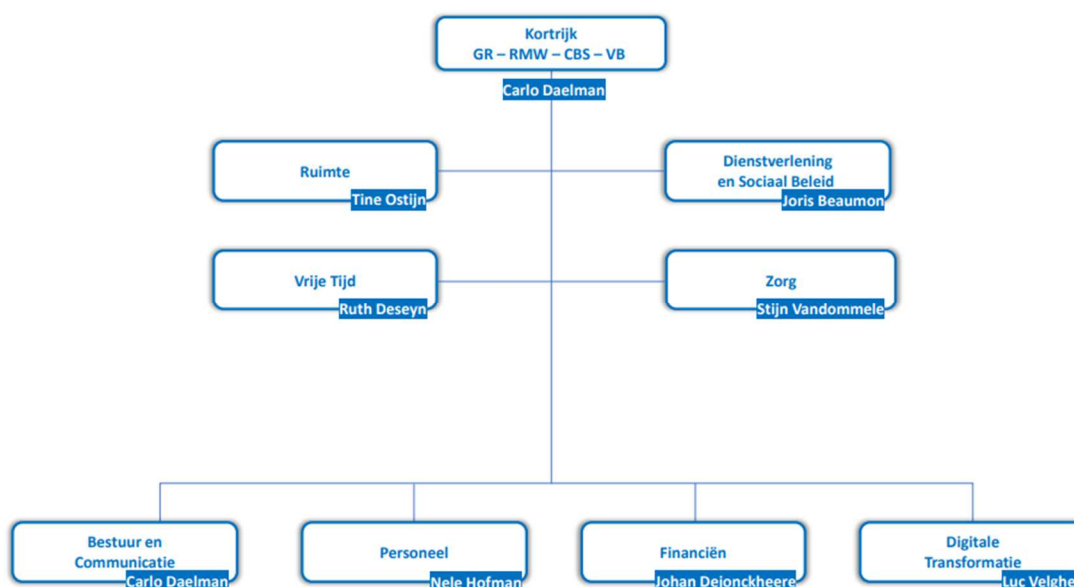 Kortrijk
GR – RMW – CBS – VB
Carlo Daelman
Ruimte
Tine Ostijn
Dienstverlening
en Sociaal Beleid
Joris Beaumon
Vrije Tijd
Ruth Deseyn
Zorg
Stijn Vandommele
Bestuur en
Communicatie
Carlo Daelman
Personeel
Nele Hofman
Financiën
Johan Dejonckheere
Digitale
Transformatie
Luc Velghe